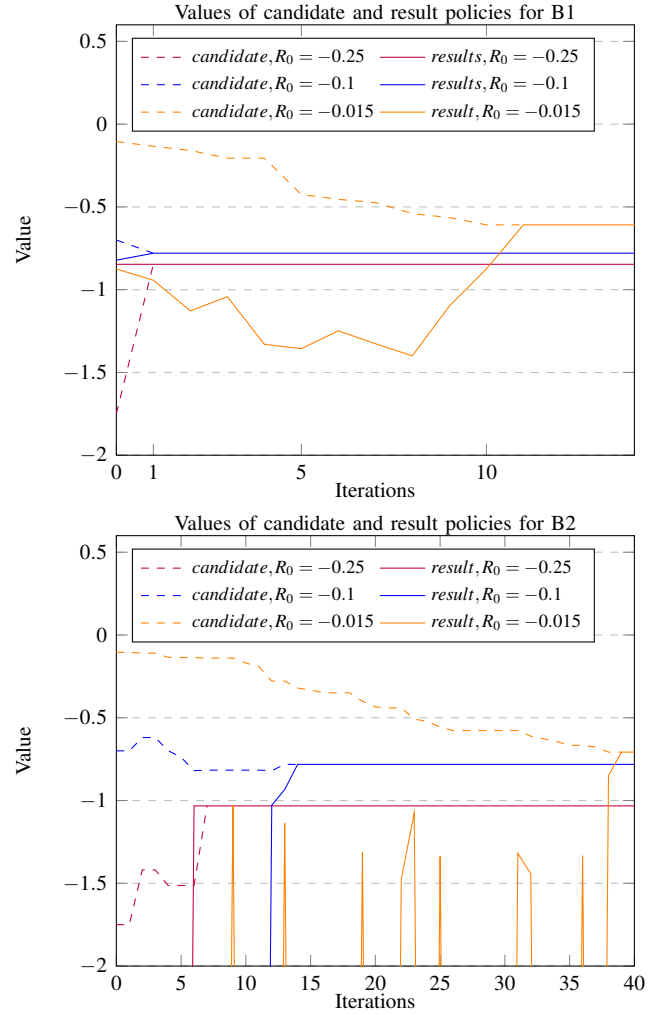 Values of candidate and result policies for B1
0.5
candidate, R0 = −0.25 results, R0 = −0.25
candidate, R0 = −0.1 results, R0 = −0.1
candidate, R0 = −0.015 result, R0 = −0.015
0
−0.5
Value
−1
−1.5
−2
0 1 5 10
Iterations
Values of candidate and result policies for B2
0.5
candidate, R0 = −0.25 result, R0 = −0.25
candidate, R0 = −0.1 result, R0 = −0.1
candidate, R0 = −0.015 result, R0 = −0.015
0
−0.5
Value
−1
−1.5
−2
0 5 10 15 20 25 30 35 40
Iterations